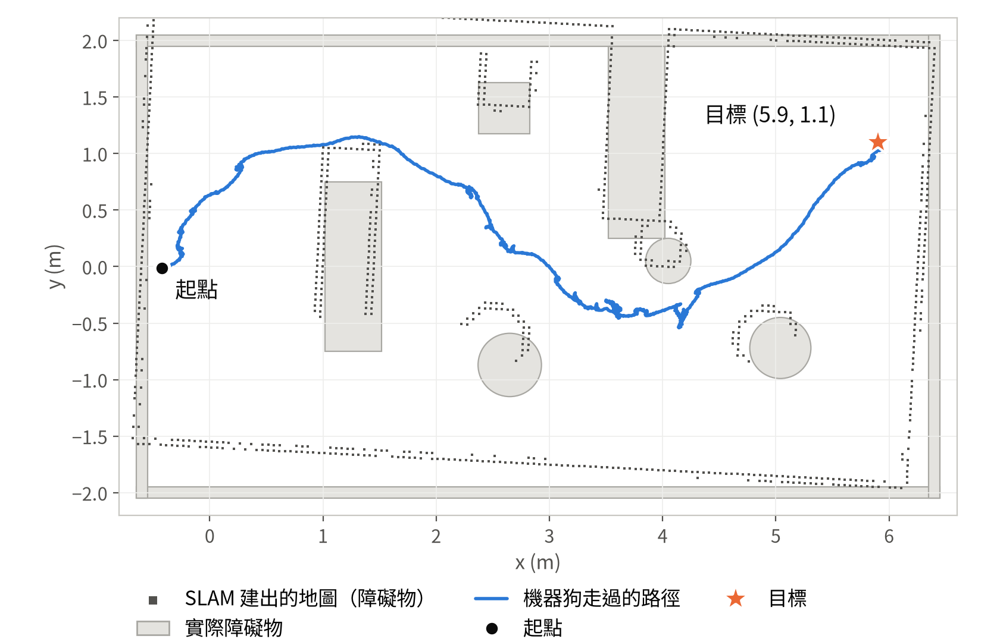 2.0
1.5
1.0
0.5
0.0
−0.5
−1.0
−1.5
−2.0
y (m)
目標 (5.9, 1.1)
起點
0 1 2 3 4 5 6
x (m)
SLAM 建出的地圖（障礙物）
實際障礙物
機器狗走過的路徑
起點
目標